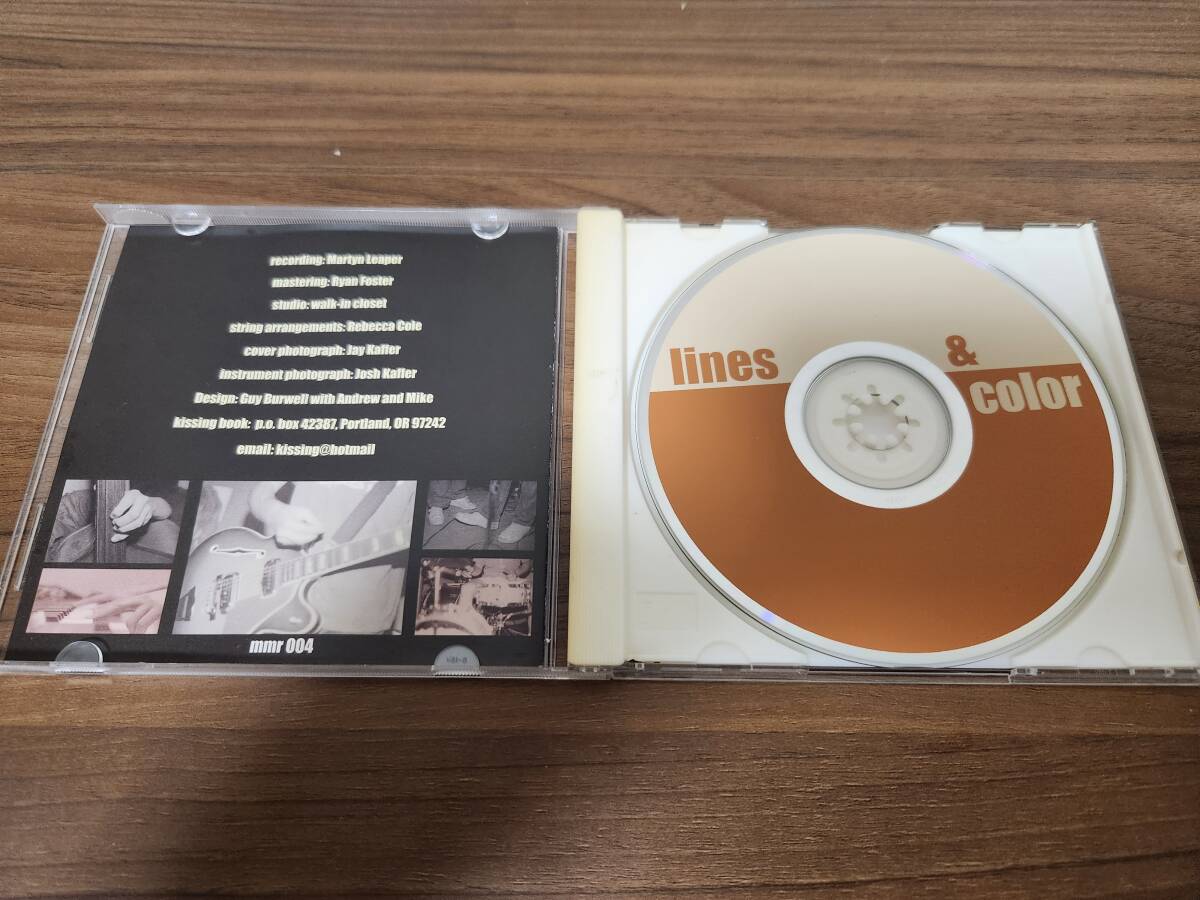 recording: Martyn Leaper
mastering: Ryan Foster
studio: walk-in closet
string arrangements: Rebecca Cole
cover photograph: Jay Kaffer
instrument photograph: Josh Kaffer
Design: Guy Burwell with Andrew and Mike
kissing book: p.o. box 42387, Portland, OR 97242
email: kissing@hotmail
mmr 004
lines
&
color